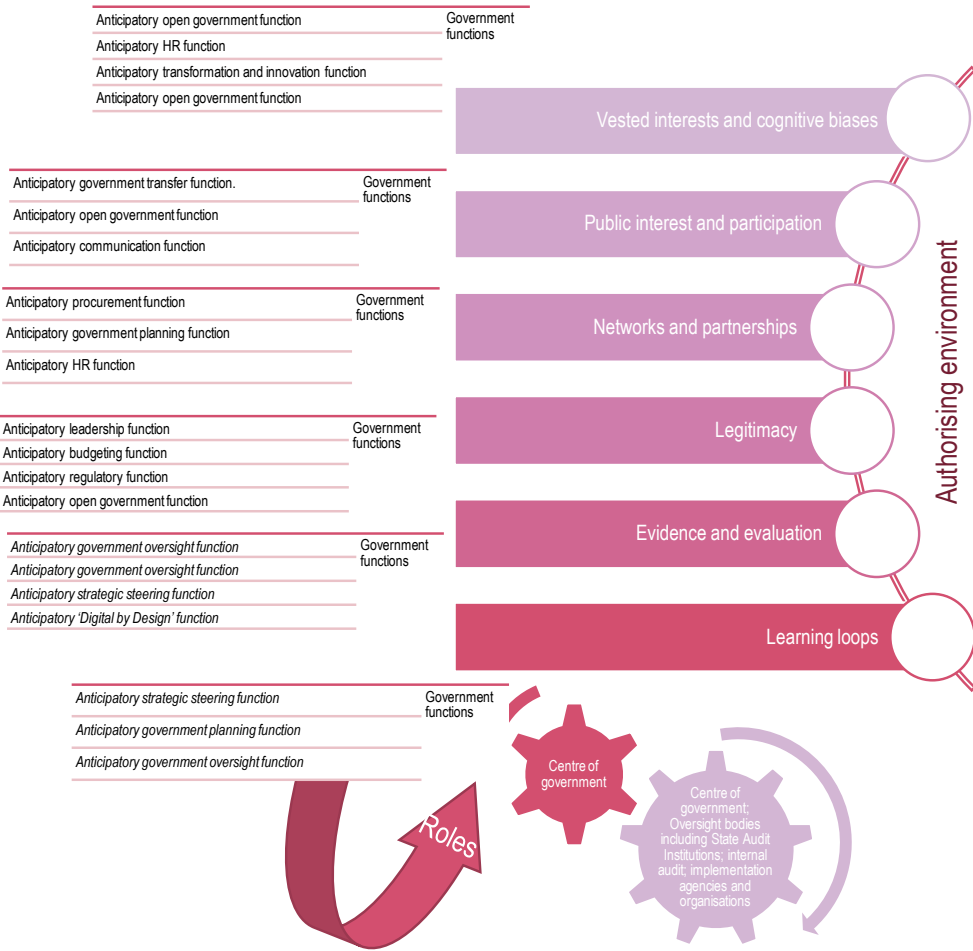 Anticipatory open government function
Government
functions
Anticipatory HR function
Anticipatory transformation and innovation function
Anticipatory open government function
Vested interests and cognitive biases
Anticipatory government transfer function.
Government
functions
Anticipatory open government function
Anticipatory communication function
Public interest and participation
Anticipatory procurement function
Government
functions
Anticipatory government planning function
Anticipatory HR function
Networks and partnerships
Authorising environment
Anticipatory leadership function
Government
functions
Anticipatory budgeting function
Anticipatory regulatory function
Anticipatory open government function
Legitimacy
Anticipatory government oversight function
Government
functions
Anticipatory government oversight function
Anticipatory strategic steering function
Anticipatory ‘Digital by Design’ function
Evidence and evaluation
Learning loops
Anticipatory strategic steering function
Government
functions
Anticipatory government planning function
Anticipatory government oversight function
Roles
Centre of
government
Centre of
government;
Oversight bodies
including State Audit
Institutions; internal
audit; implementation
agencies and
organisations